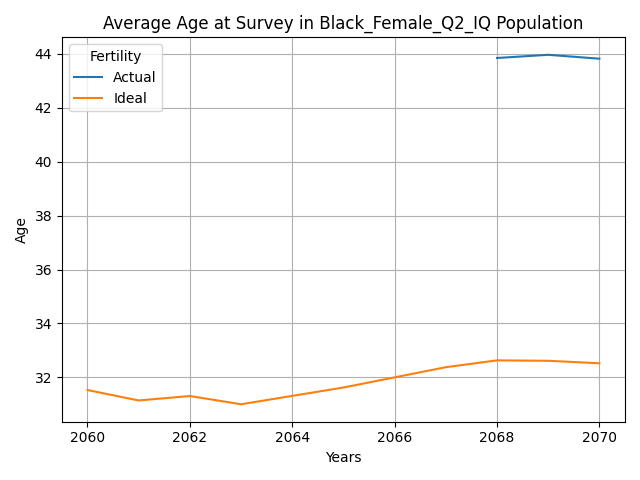 Average Age at Survey in Black_Female_Q2_IQ Population
Fertility
Actual
Ideal
Age
44
42
40
38
36
34
32
2060
2062
2064
2066
2068
2070
Years